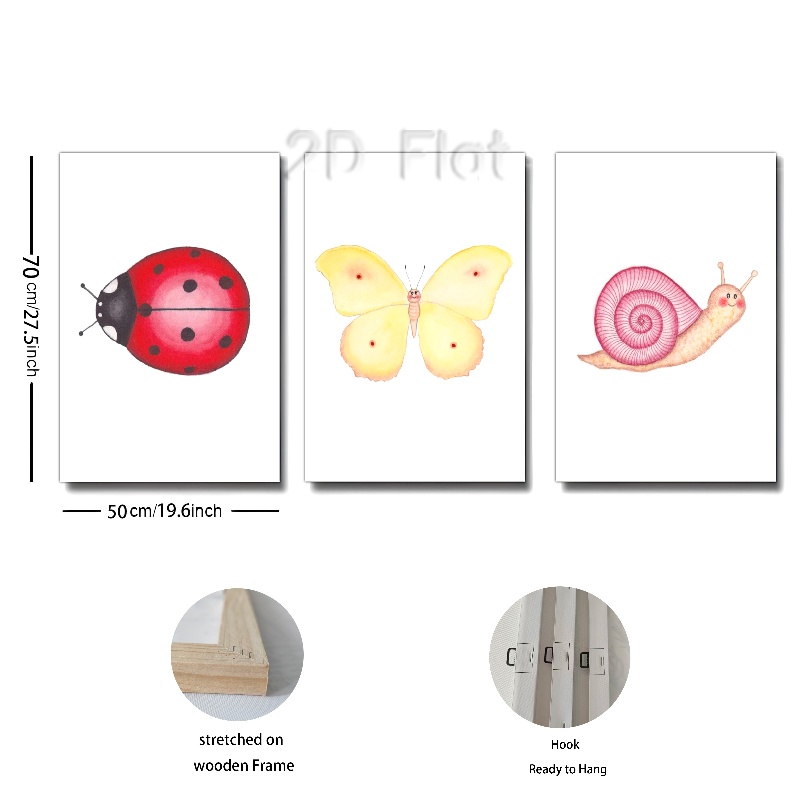 2D Flat
70 cm/27.5inch
50cm/19.6inch
stretched on
wooden Frame
Hook
Ready to Hang